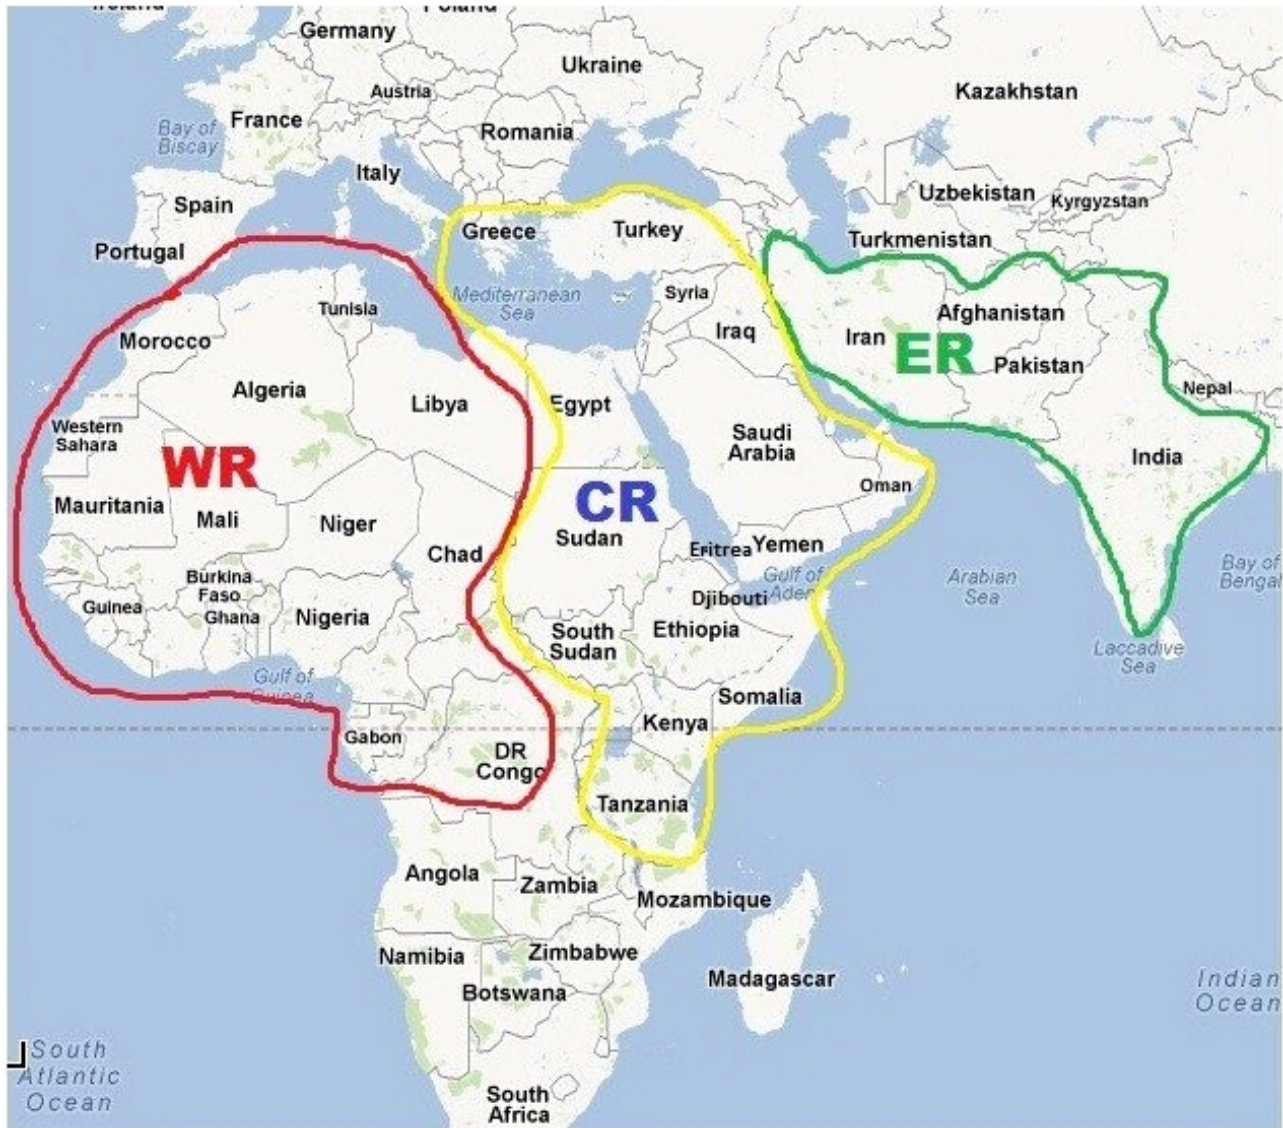 Ireland
Poland
Germany
Ukraine
Austria
Kazakhstan
France
Bay of
Biscay
Romania
Italy
Uzbekistan
Kyrgyzstan
Spain
Greece
Turkey
Turkmenistan
Portugal
Mediterranean
Sea
Syria
Tunisia
Afghanistan
Morocco
Iraq
Iran
ER
Pakistan
Nepal
Algeria
Libya
Egypt
Western
Sahara
Saudi
Arabia
India
WR
CR
Oman
Mauritania
Mali
Niger
Sudan
Chad
Eritrea
Yemen
Bay of
Bengal
Burkina
Faso
Gulf of
Aden
Arabian
Sea
Guinea
Ghana
Nigeria
Djibouti
South
Sudan
Ethiopia
Laccadive
Sea
Gulf of
Guinea
Somalia
Kenya
Gabon
DR
Congo
Tanzania
Angola
Zambia
Mozambique
Namibia
Zimbabwe
Madagascar
Botswana
Indian
Ocean
South
Atlantic
Ocean
South
Africa